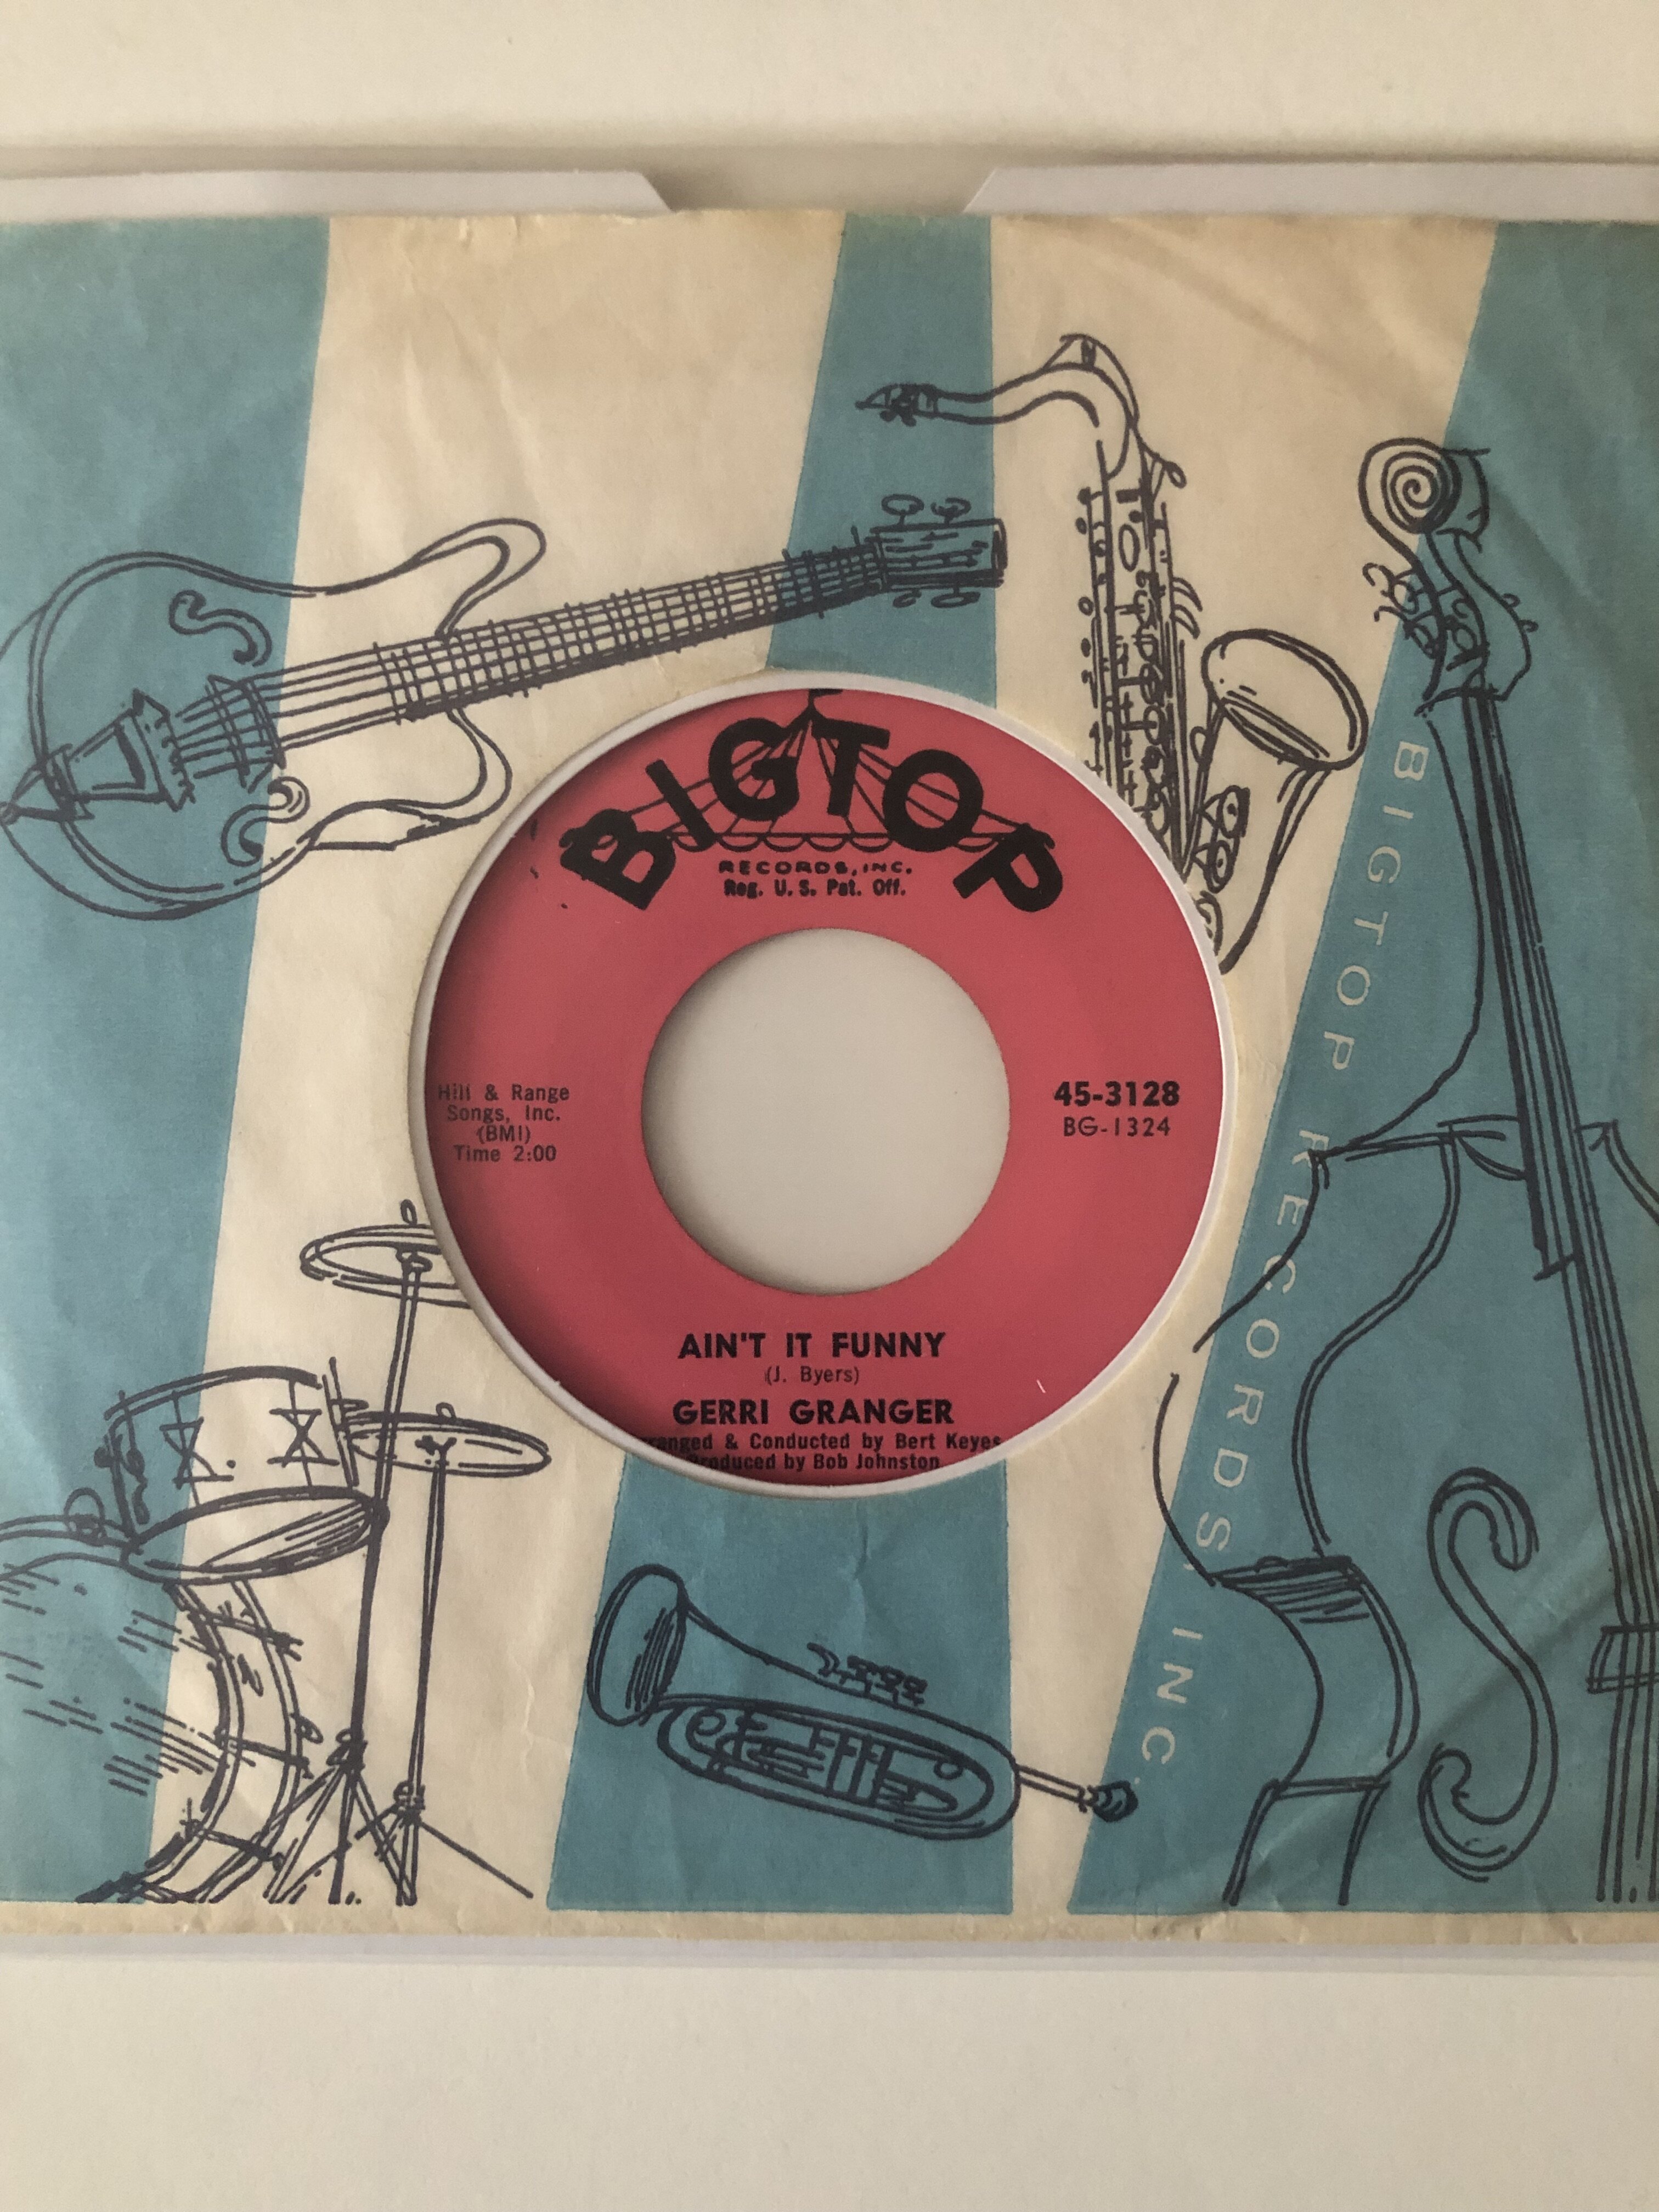 BIGTOP
RECORDS, INC.
Reg. U. S. Pat. Off.
Hill & Range
Songs, Inc.
(BMI)
Time 2:00
45-3128
BG-1324
AIN'T IT FUNNY
(J. Byers)
GERRI GRANGER
& Conducted by Bert Keyes
Produced by Bob Johnston
BIGTOP RECORDS, INC.